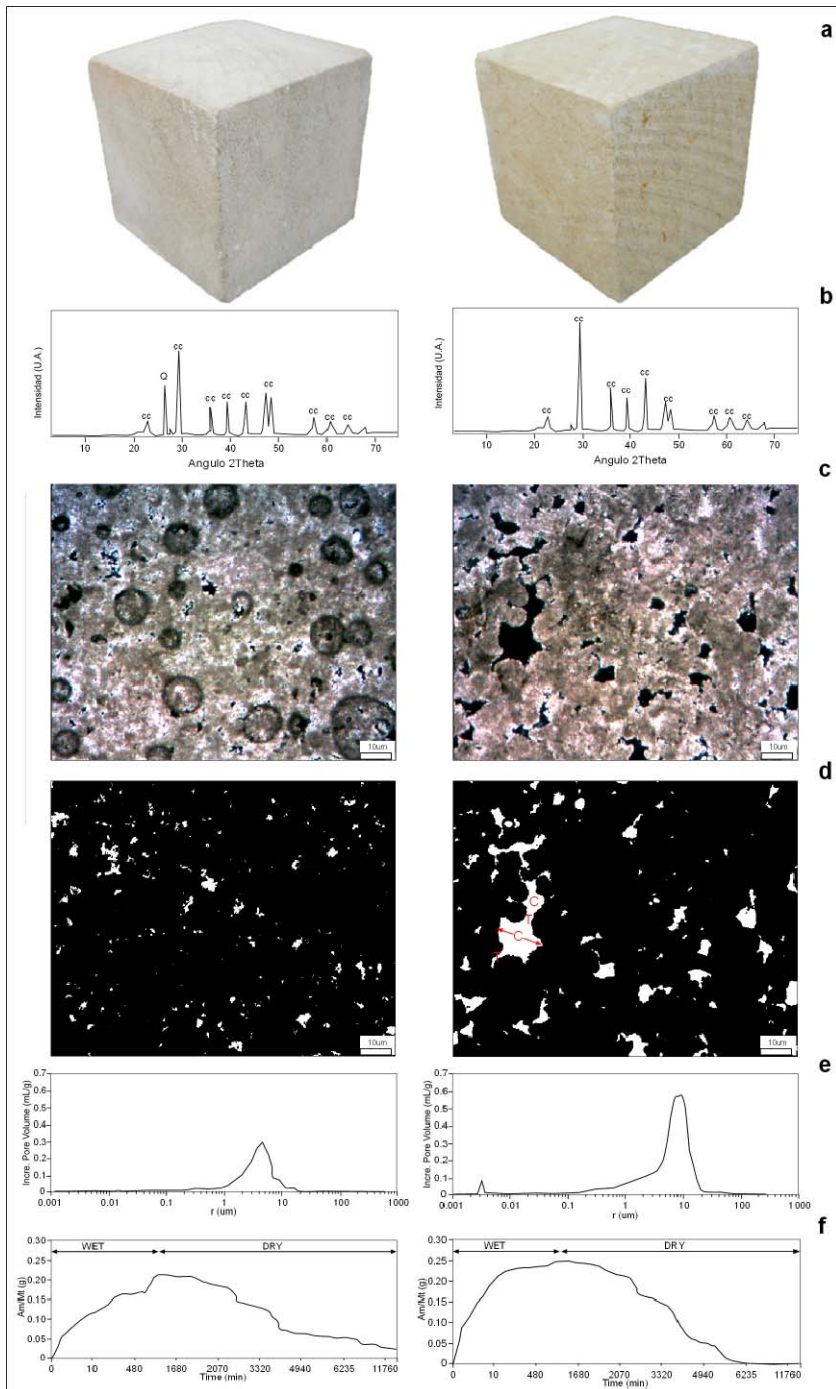 a
b
Intensidad (U.A.)
cc
Q
cc
cc
cc
cc
cc
cc
cc
cc
10 20 30 40 50 60 70
Angulo 2Theta
Intensidad (U.A.)
cc
cc
cc
cc
cc
cc
cc
cc
cc
10 20 30 40 50 60 70
Angulo 2Theta
c
10um
10um
d
10um
C
T
C
T
10um
e
Incre. Pore Volume (mL/g)
0.7
0.6
0.5
0.4
0.3
0.2
0.1
0
0.001 0.01 0.1 1 10 100 1000
r (um)
Incre. Pore Volume (mL/g)
0.7
0.6
0.5
0.4
0.3
0.2
0.1
0
0.001 0.01 0.1 1 10 100 1000
r (um)
f
Am/Mt (g)
0.30
0.25
0.20
0.15
0.10
0.05
0
WET DRY
0 10 480 1680 2070 3320 4940 6235 11760
Time (min)
Am/Mt (g)
0.30
0.25
0.20
0.15
0.10
0.05
0
WET DRY
0 10 480 1680 2070 3320 4940 6235 11760
Time (min)